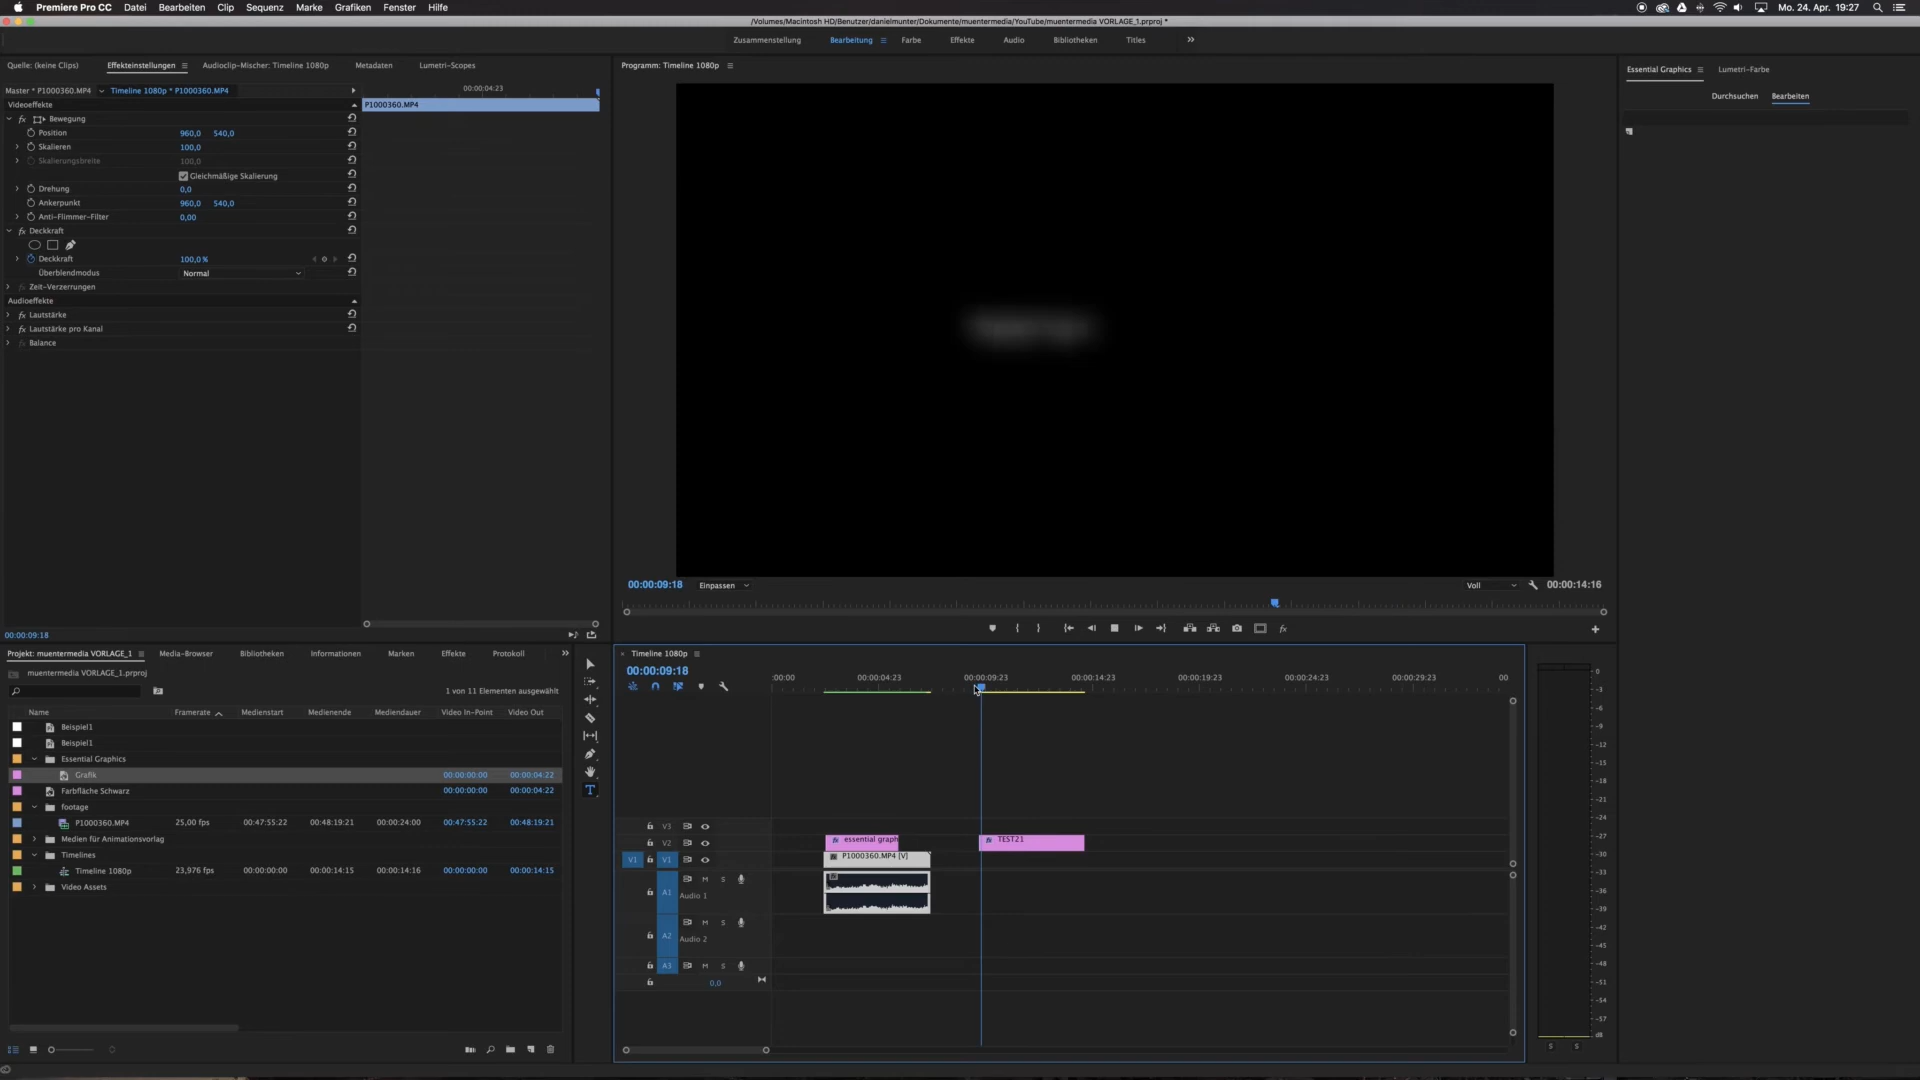 Premiere Pro CC Datei Bearbeiten Clip Sequenz Marke Grafiken Fenster Hilfe Mo. 24. Apr. 19:27
/Volumes/Macintosh HD/Benutzer/danielmunter/Dokumente/muentermedia/YouTube/muentermedia VORLAGE_1.prproj *
Zusammenstellung Bearbeitung Farbe Effekte Audio Bibliotheken Titles
Quelle: (keine Clips) Effekteinstellungen Audioclip-Mischer: Timeline 1080p Metadaten Lumetri-Scopes
Programm: Timeline 1080p
Essential Graphics Lumetri-Farbe
Durchsuchen Bearbeiten
Master * P1000360.MP4 Timeline 1080p * P1000360.MP4 00:00:04:23
Videoeffekte P1000360.MP4
fx Bewegung
Position 960,0 540,0
Skalieren 100,0
Skalierungsbreite 100,0
Gleichmäßige Skalierung
Drehung 0,0
Ankerpunkt 960,0 540,0
Anti-Flimmer-Filter 0,00
fx Deckkraft
Deckkraft 100,0 %
Überblendmodus Normal
fx Zeit-Verzerrungen
Audioeffekte
fx Lautstärke
fx Lautstärke pro Kanal
fx Balance
00:00:09:18
00:00:09:18 Einpassen Voll 00:00:14:16
fx
Projekt: muentermedia VORLAGE_1 Media-Browser Bibliotheken Informationen Marken Effekte Protokoll
muentermedia VORLAGE_1.prproj
1 von 11 Elementen ausgewählt
Name Framerate Medienstart Medienende Mediendauer Video In-Point Video Out
Beispiel1
Beispiel1
Essential Graphics
Grafik 00:00:00:00 00:00:04:22
Farbfläche Schwarz 00:00:00:00 00:00:04:22
footage
P1000360.MP4 25,00 fps 00:47:55:22 00:48:19:21 00:00:24:00 00:47:55:22 00:48:19:21
Medien für Animationsvorlag
Timelines
Timeline 1080p 23,976 fps 00:00:00:00 00:00:14:15 00:00:14:16 00:00:00:00 00:00:14:15
Video Assets
T
Timeline 1080p
00:00:09:18
:00:00 00:00:04:23 00:00:09:23 00:00:14:23 00:00:19:23 00:00:24:23 00:00:29:23 00
V3
V2 fx essential graph fx TEST21
V1 V1 P1000360.MP4 [V]
A1 M S
Audio 1
A2 M S
Audio 2
A3 M S
0,0
0
-3
-6
-9
-12
-15
-18
-21
-24
-27
-30
-33
-36
-39
-42
-45
-48
-51
-54
-57
dB
S S